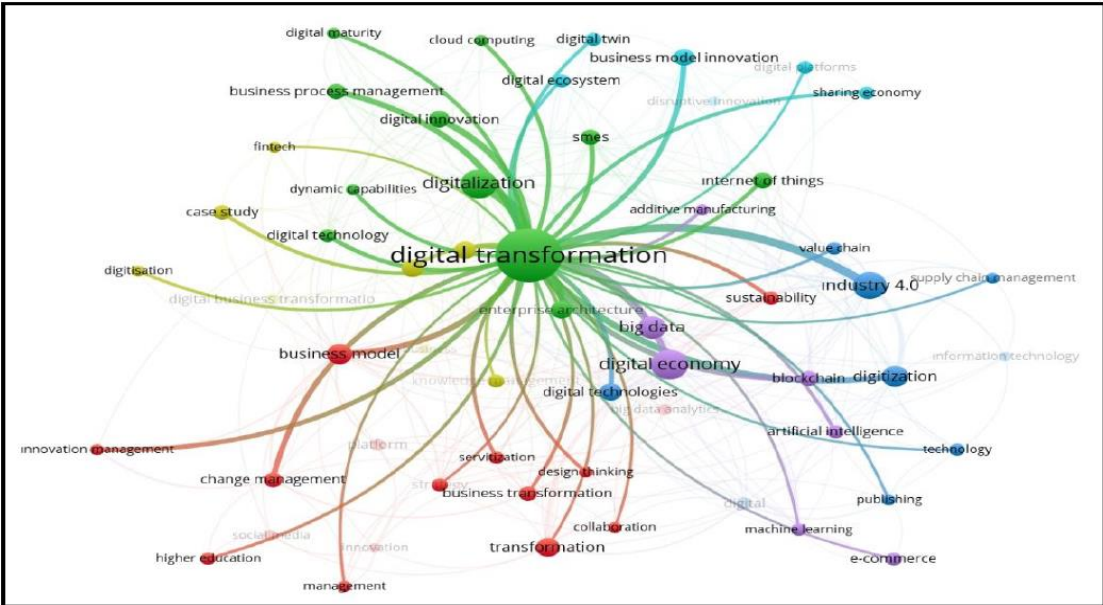 digital maturity
cloud computing
digital twin
business model innovation
digital platforms
digital ecosystem
business process management
sharing economy
disruptive innovation
digital innovation
smes
fintech
digitalization
internet of things
dynamic capabilities
additive manufacturing
case study
digital technology
value chain
digital transformation
digitisation
supply chain management
industry 4.0
digital business transformatio
sustainability
enterprise architecture
big data
business model
business
information technology
digital economy
knowledge management
blockchain
digitization
digital technologies
big data analytics
artificial intelligence
platform
innovation management
technology
servitization
design thinking
change management
strategy
business transformation
publishing
digital
collaboration
machine learning
social media
innovation
transformation
higher education
e-commerce
management